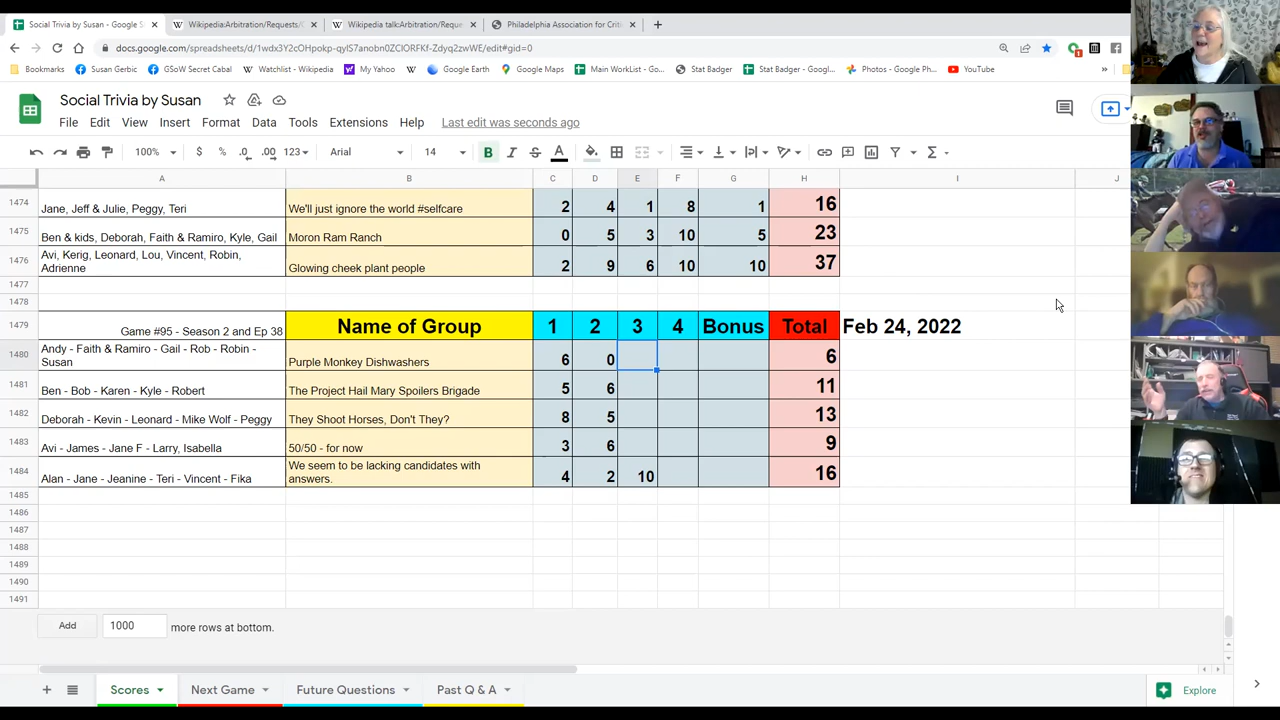 Social Trivia by Susan - Google S
Wikipedia:Arbitration/Requests/
Wikipedia talk:Arbitration/Reque
Philadelphia Association for Criti
docs.google.com/spreadsheets/d/1wdx3Y2cOHpokp-qylS7anobn0ZClORFKf-Zdyq2zwWE/edit#gid=0
Bookmarks
Susan Gerbic
GSoW Secret Cabal
Watchlist - Wikipedia
My Yahoo
Google Earth
Google Maps
Main WorkList - Go...
Stat Badger
Stat Badger - Googl...
Photos - Google Ph...
YouTube
Social Trivia by Susan
File Edit View Insert Format Data Tools Extensions Help Last edit was seconds ago
100% $ % .0 .00 123 Arial 14 B I S A
A B C D E F G H I J
1474 Jane, Jeff & Julie, Peggy, Teri We'll just ignore the world #selfcare 2 4 1 8 1 16
1475 Ben & kids, Deborah, Faith & Ramiro, Kyle, Gail Moron Ram Ranch 0 5 3 10 5 23
1476 Avi, Kerig, Leonard, Lou, Vincent, Robin,
Adrienne Glowing cheek plant people 2 9 6 10 10 37
1477
1478
1479 Game #95 - Season 2 and Ep 38 Name of Group 1 2 3 4 Bonus Total Feb 24, 2022
1480 Andy - Faith & Ramiro - Gail - Rob - Robin -
Susan Purple Monkey Dishwashers 6 0 6
1481 Ben - Bob - Karen - Kyle - Robert The Project Hail Mary Spoilers Brigade 5 6 11
1482 Deborah - Kevin - Leonard - Mike Wolf - Peggy They Shoot Horses, Don't They? 8 5 13
1483 Avi - James - Jane F - Larry, Isabella 50/50 - for now 3 6 9
1484 Alan - Jane - Jeanine - Teri - Vincent - Fika We seem to be lacking candidates with
answers. 4 2 10 16
1485
1486
1487
1488
1489
1490
1491
Add 1000 more rows at bottom.
Scores Next Game Future Questions Past Q & A Explore